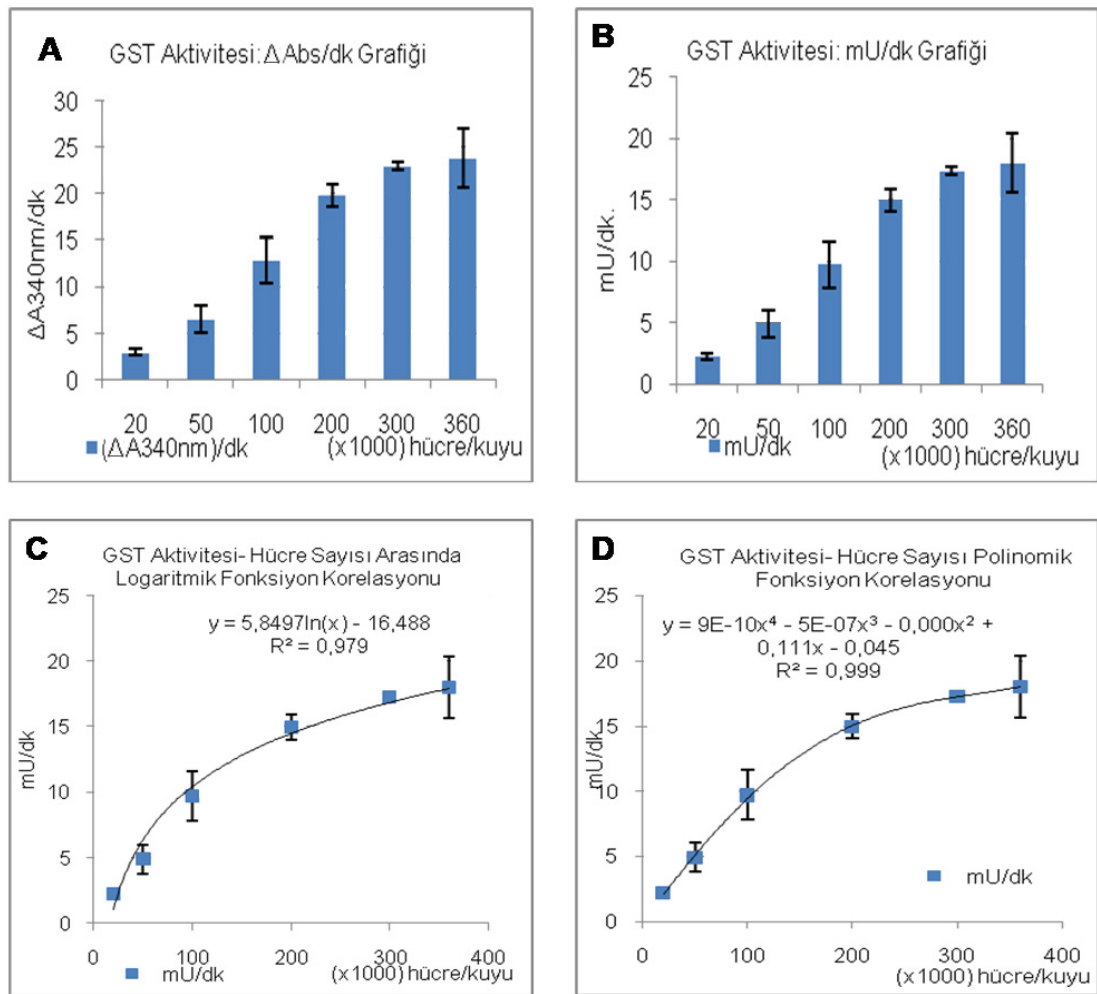 A
GST Aktivitesi:ΔAbs/dk Grafiği
ΔA340nm/dk
30
25
20
15
10
5
0
20 50 100 200 300 360
(ΔA340nm)/dk
(x1000) hücre/kuyu
B
GST Aktivitesi: mU/dk Grafiği
mU/dk.
25
20
15
10
5
0
20 50 100 200 300 360
mU/dk
(x1000) hücre/kuyu
C
GST Aktivitesi- Hücre Sayısı Arasında
Logaritmik Fonksiyon Korelasyonu
y = 5,8497ln(x) - 16,488
R² = 0,979
mU/dk
25
20
15
10
5
0
0 100 200 300 400
mU/dk
(x1000) hücre/kuyu
D
GST Aktivitesi- Hücre Sayısı Polinomik
Fonksiyon Korelasyonu
y = 9E-10x⁴ - 5E-07x³ - 0,000x² +
0,111x - 0,045
R² = 0,999
mU/dk
25
20
15
10
5
0
mU/dk
0 100 200 300 400
(x1000) hücre/kuyu